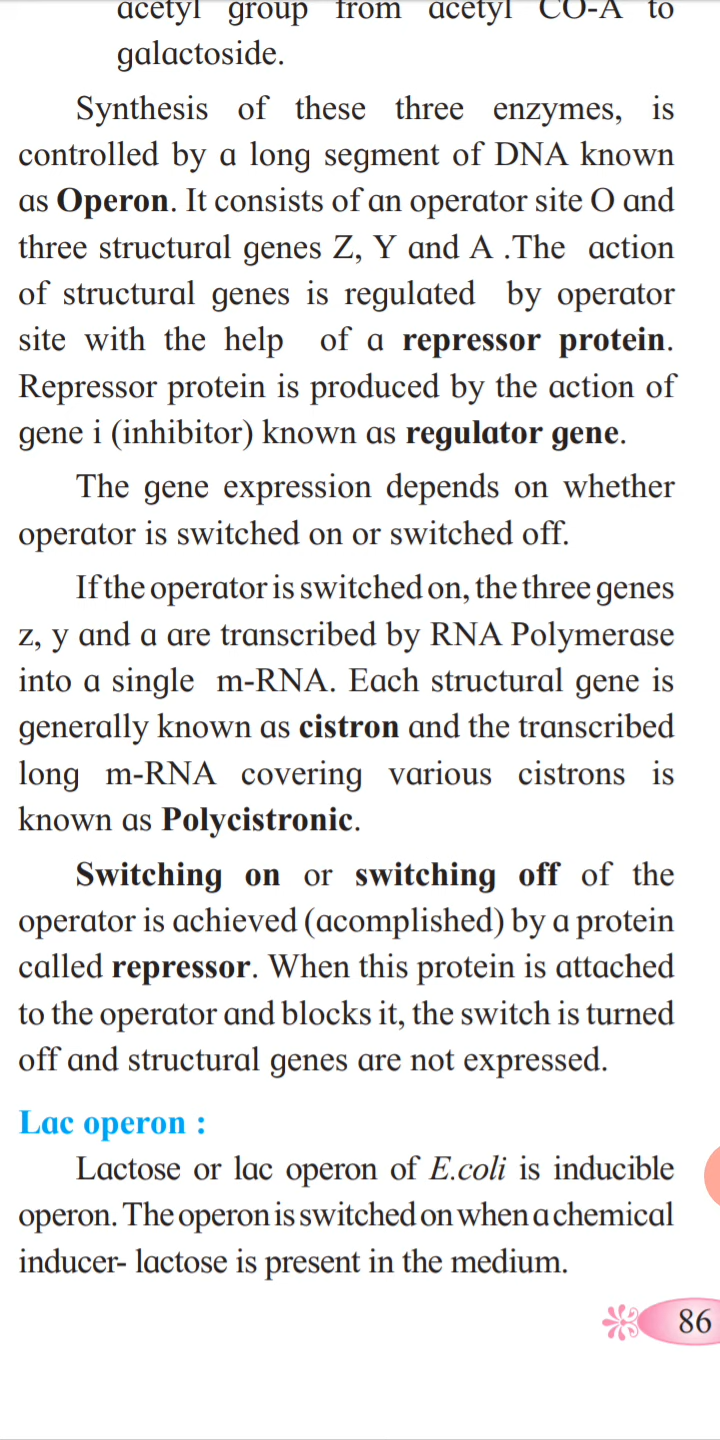 acetyl group from acetyl CO-A to
galactoside.
Synthesis of these three enzymes, is
controlled by a long segment of DNA known
as Operon. It consists of an operator site O and
three structural genes Z, Y and A .The action
of structural genes is regulated by operator
site with the help of a repressor protein.
Repressor protein is produced by the action of
gene i (inhibitor) known as regulator gene.
The gene expression depends on whether
operator is switched on or switched off.
If the operator is switched on, the three genes
z, y and a are transcribed by RNA Polymerase
into a single m-RNA. Each structural gene is
generally known as cistron and the transcribed
long m-RNA covering various cistrons is
known as Polycistronic.
Switching on or switching off of the
operator is achieved (acomplished) by a protein
called repressor. When this protein is attached
to the operator and blocks it, the switch is turned
off and structural genes are not expressed.
Lac operon :
Lactose or lac operon of E.coli is inducible
operon. The operon is switched on when a chemical
inducer- lactose is present in the medium.
86